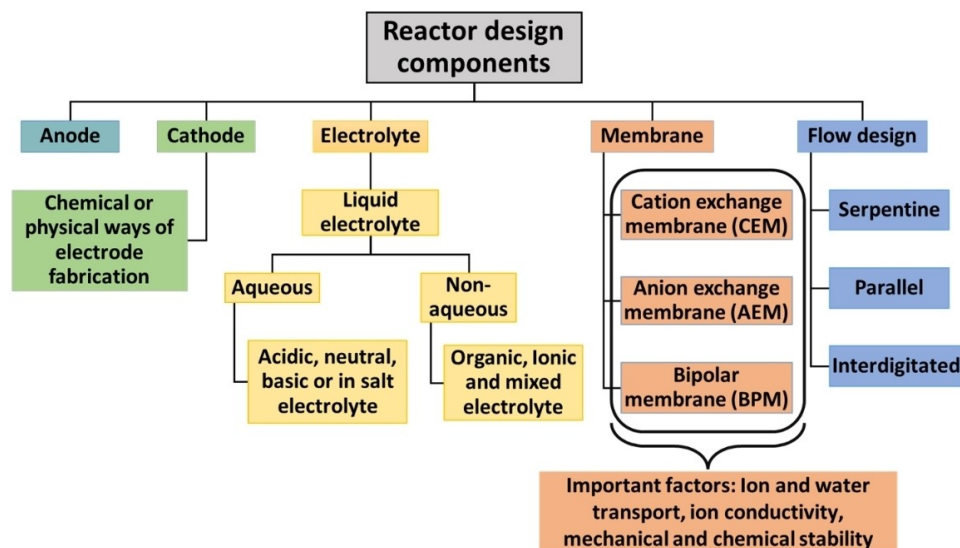 Reactor design
components
Anode
Cathode
Electrolyte
Membrane
Flow design
Chemical or
physical ways of
electrode
fabrication
Liquid
electrolyte
Aqueous
Non-
aqueous
Acidic, neutral,
basic or in salt
electrolyte
Organic, Ionic
and mixed
electrolyte
Cation exchange
membrane (CEM)
Anion exchange
membrane (AEM)
Bipolar
membrane (BPM)
Important factors: Ion and water
transport, ion conductivity,
mechanical and chemical stability
Serpentine
Parallel
Interdigitated